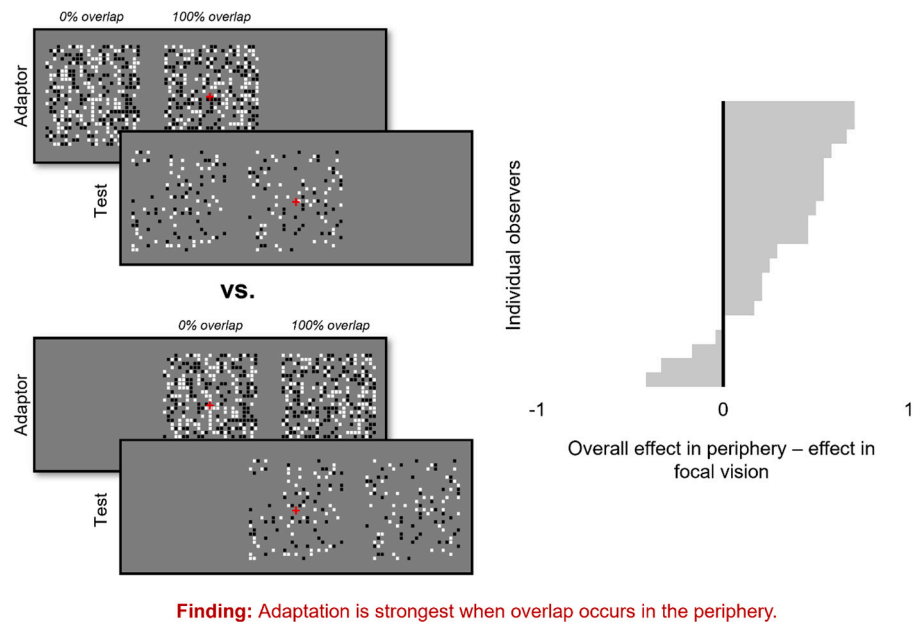 0% overlap 100% overlap
Adaptor
Test
vs.
0% overlap 100% overlap
Adaptor
Test
Individual observers
-1 0 1
Overall effect in periphery – effect in
focal vision
Finding: Adaptation is strongest when overlap occurs in the periphery.